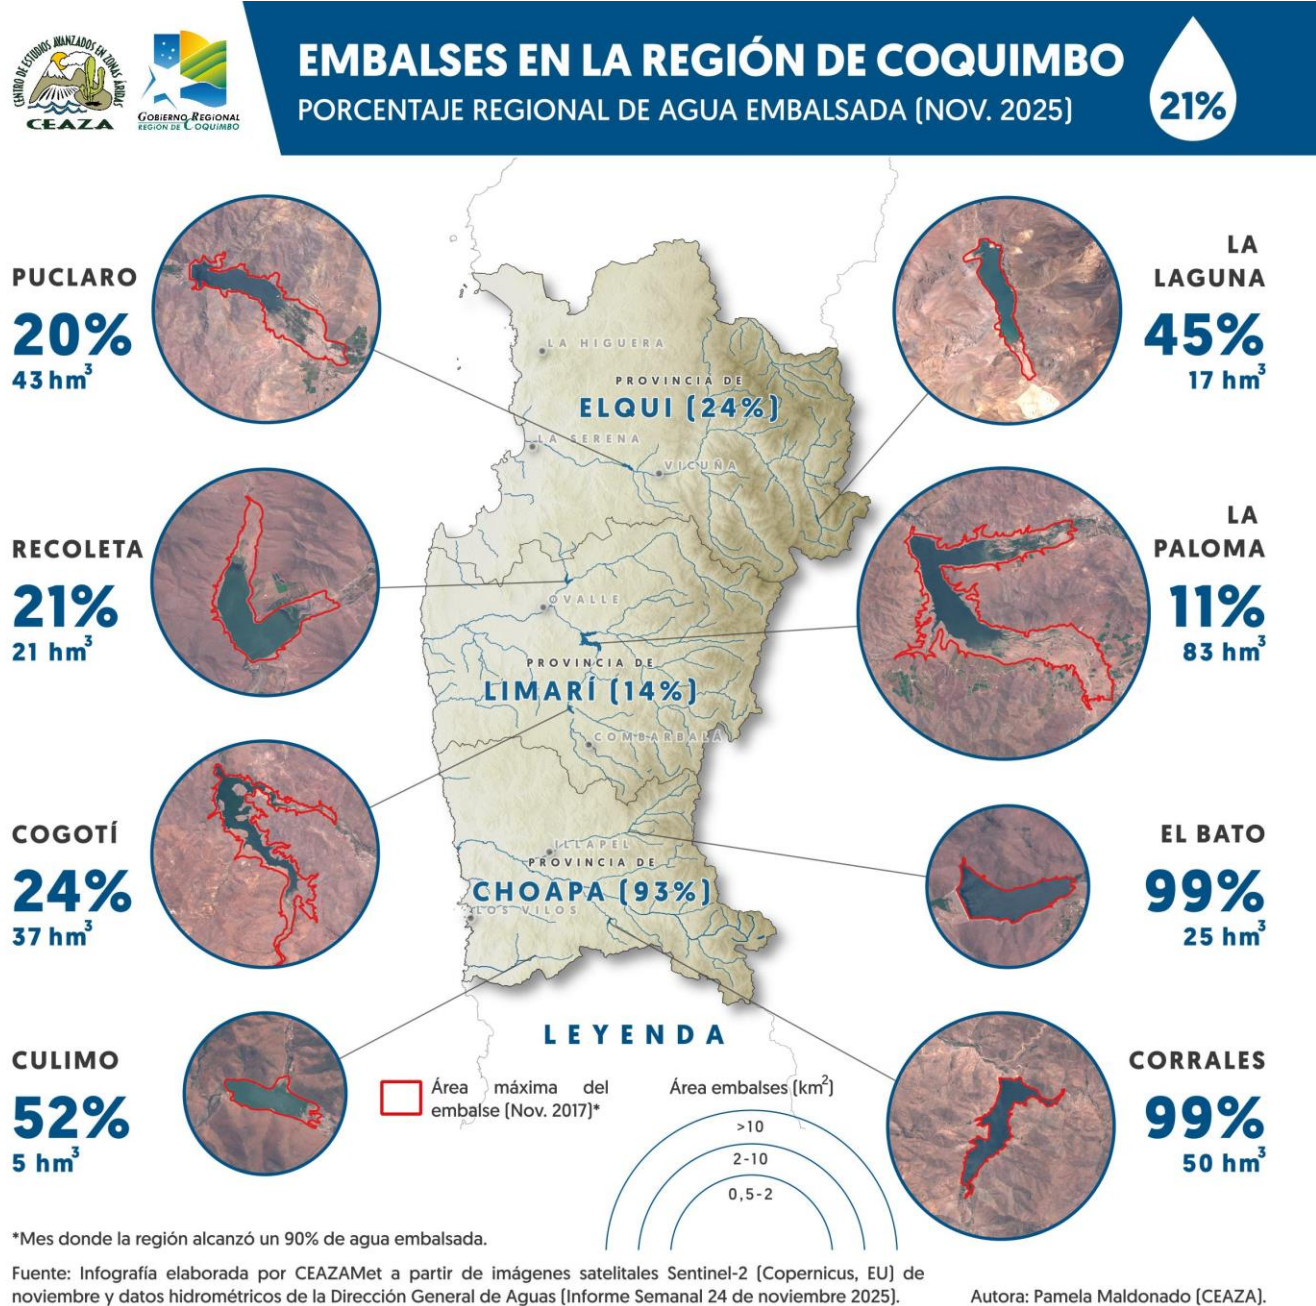 CENTRO DE ESTUDIOS AVANZADOS EN ZONAS ÁRIDAS
CEAZA
GOBIERNO REGIONAL
REGIÓN DE COQUIMBO
EMBALSES EN LA REGIÓN DE COQUIMBO
PORCENTAJE REGIONAL DE AGUA EMBALSADA (NOV. 2025)
21%
PUCLARO
20%
43 hm³
LA
LAGUNA
45%
17 hm³
LA HIGUERA
PROVINCIA DE
ELQUI (24%)
LA SERENA
VICUÑA
RECOLETA
21%
21 hm³
LA
PALOMA
11%
83 hm³
OVALLE
PROVINCIA DE
LIMARÍ (14%)
COMBARBALÁ
COGOTÍ
24%
37 hm³
EL BATO
99%
25 hm³
ILLAPEL
PROVINCIA DE
CHOAPA (93%)
LOS VILOS
CULIMO
52%
5 hm³
CORRALES
99%
50 hm³
LEYENDA
Área máxima del
embalse (Nov. 2017)*
Área embalses (km²)
>10
2-10
0,5-2
*Mes donde la región alcanzó un 90% de agua embalsada.
Fuente: Infografía elaborada por CEAZAMet a partir de imágenes satelitales Sentinel-2 (Copernicus, EU) de
noviembre y datos hidrométricos de la Dirección General de Aguas (Informe Semanal 24 de noviembre 2025).
Autora: Pamela Maldonado (CEAZA).